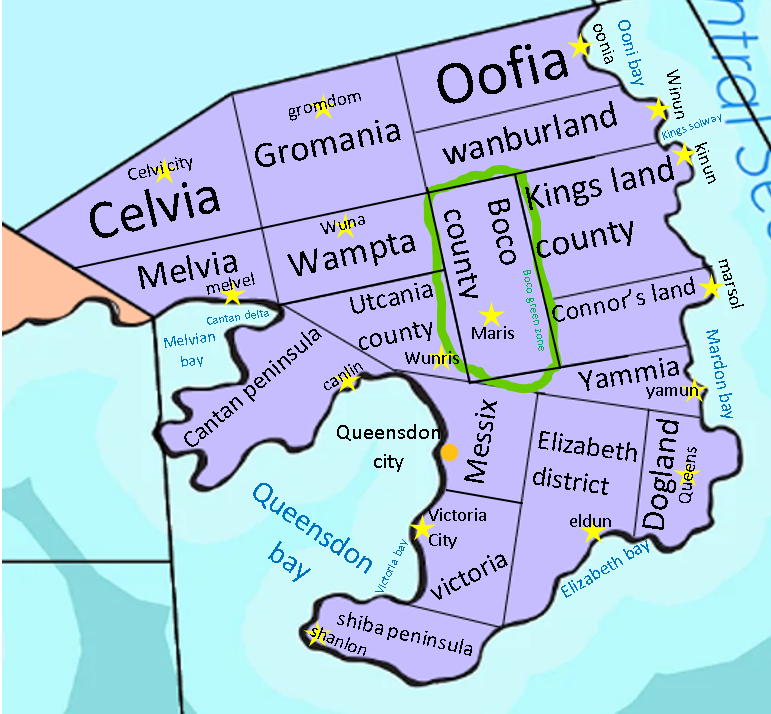 Oofia
oonia
Ooni bay
ntral Se
gromdom
Gromania
Winun
wanburland
Kings solway
kinun
Celvicity
Celvia
Kings land
county
Boco
county
Boco green zone
Maris
Wuna
Wampta
Melvia
melvel
Cantan delta
Melvian
bay
Utcania
county
Wunris
Connor's land
marsol
Mardon bay
Cantan peninsula
canlin
Yammia
yamun
Queensdon
city
Messix
Elizabeth
district
Dogland
Queens
Queensdon
bay
Victoria
City
Victoria bay
victoria
eldun
Elizabeth bay
shiba peninsula
shanlon